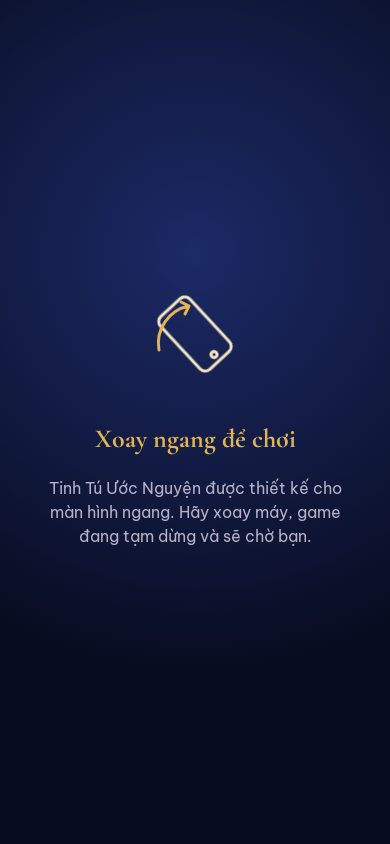 Xoay ngang để chơi
Tinh Tú Ước Nguyện được thiết kế cho
màn hình ngang. Hãy xoay máy, game
đang tạm dừng và sẽ chờ bạn.